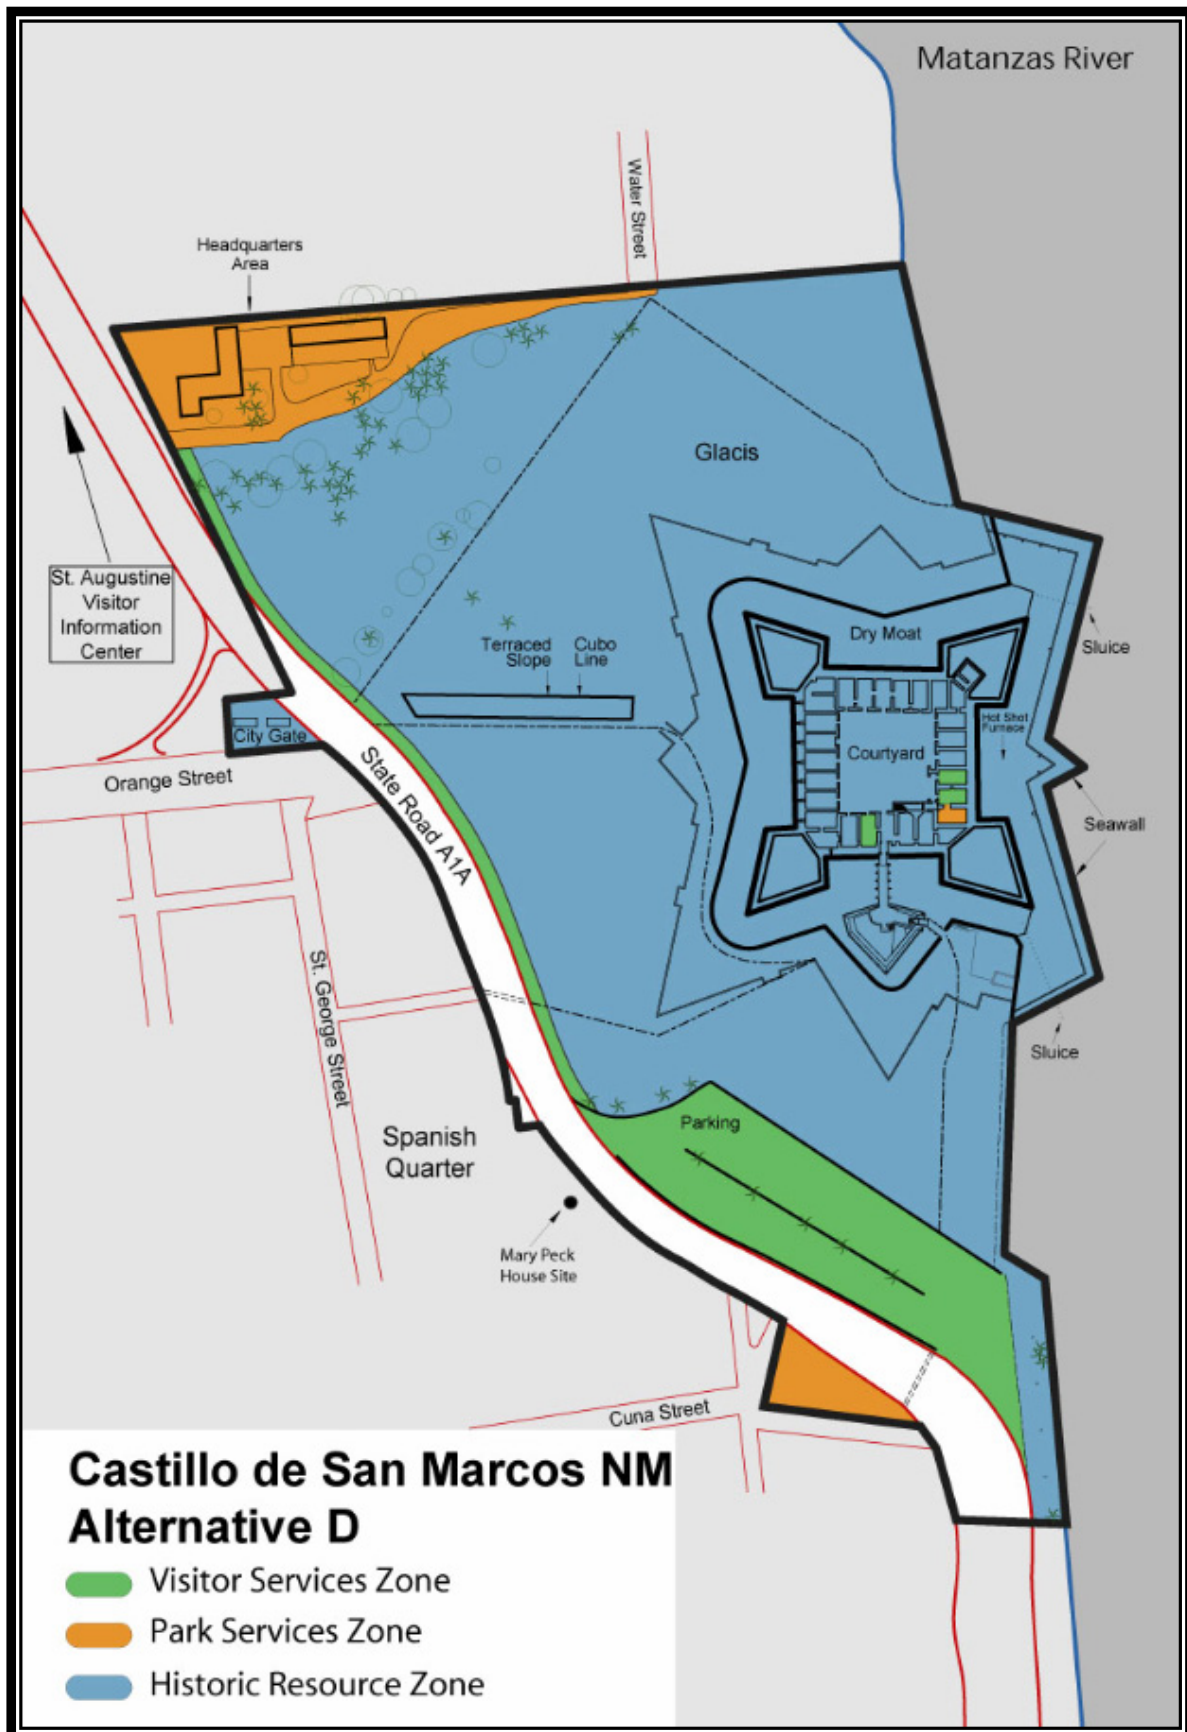 Matanzas River
Water Street
Headquarters
Area
Glacis
St. Augustine
Visitor
Information
Center
Terraced
Slope
Cubo
Line
Dry Moat
Sluice
Hot Shot
Furnace
Courtyard
City Gate
Orange Street
State Road A1A
Seawall
St. George Street
Sluice
Parking
Spanish
Quarter
Mary Peck
House Site
Cuna Street
Castillo de San Marcos NM
Alternative D
Visitor Services Zone
Park Services Zone
Historic Resource Zone